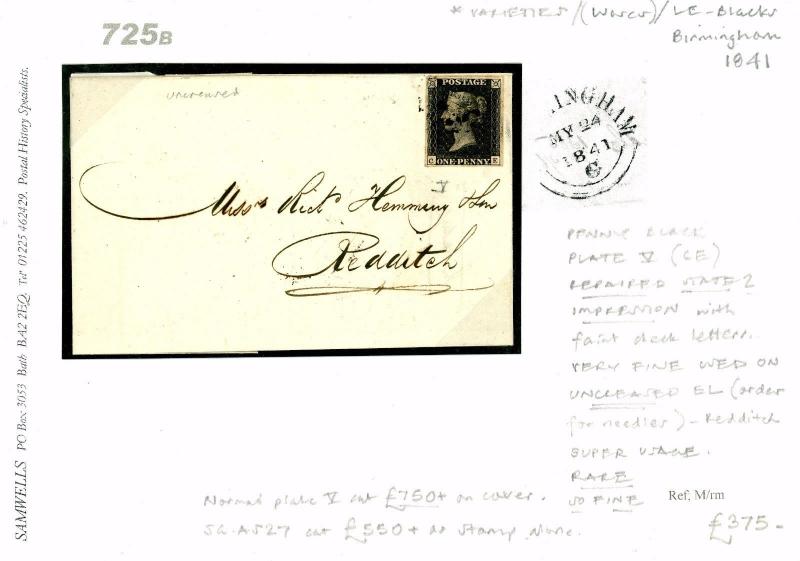 * VARIETIES/(Worcs)/LE-Blacks
Birmingham
1841
725B
SAMWELLS PO Box 3053 Bath BA2 2EQ. Tel 01225 462429. Postal History Specialists.
uncreased
POSTAGE
C E
ONE PENNY
V
Messrs Richd Hemming & Son
Redditch
INGHAM
MY 24
1841
C
PENNY BLACK
PLATE V (CE)
REPAIRED STATE 2
IMPRESSION with
faint check letters.
VERY FINE USED ON
UNCREASED EL (order
for needles) - Redditch
SUPER USAGE.
RARE
SO FINE
Ref, M/rm
£375-
Normal plate V cat £750+ on cover.
SG AS27 cat £550+ as stamp alone.